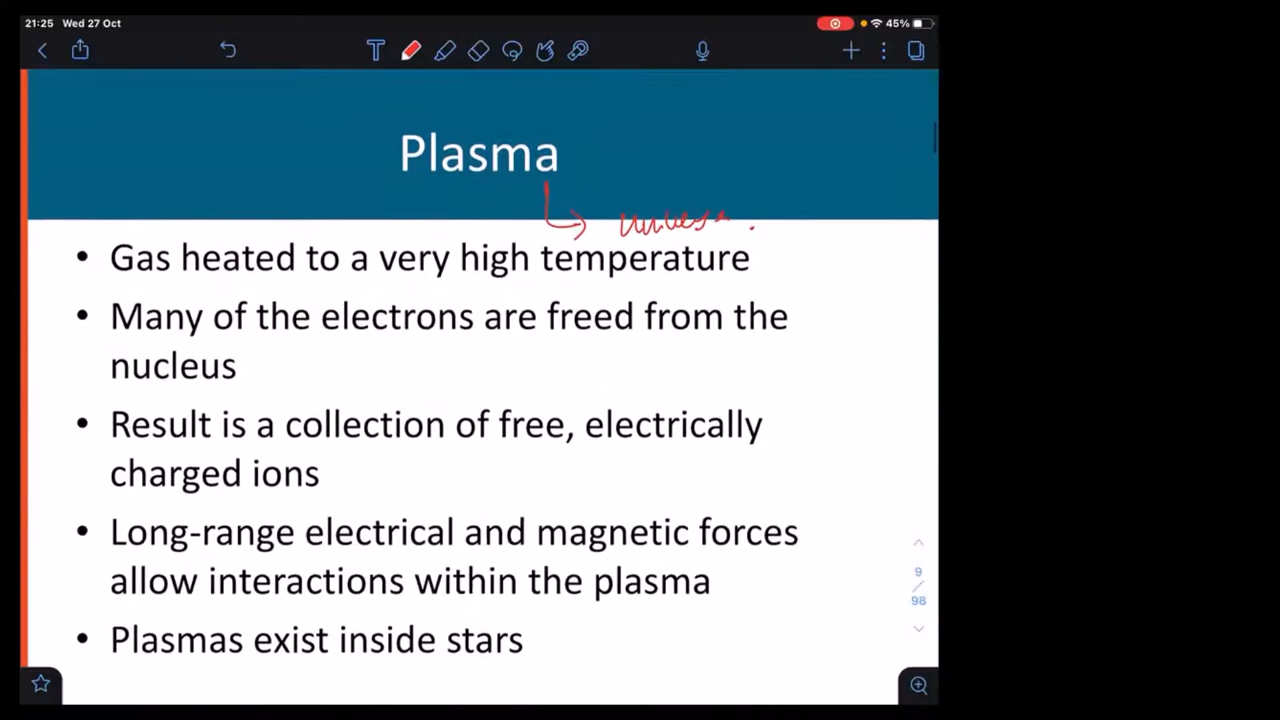 21:25 Wed 27 Oct
45%
T
Plasma
• Gas heated to a very high temperature
• Many of the electrons are freed from the
nucleus
• Result is a collection of free, electrically
charged ions
• Long-range electrical and magnetic forces
allow interactions within the plasma
• Plasmas exist inside stars
9
/
98